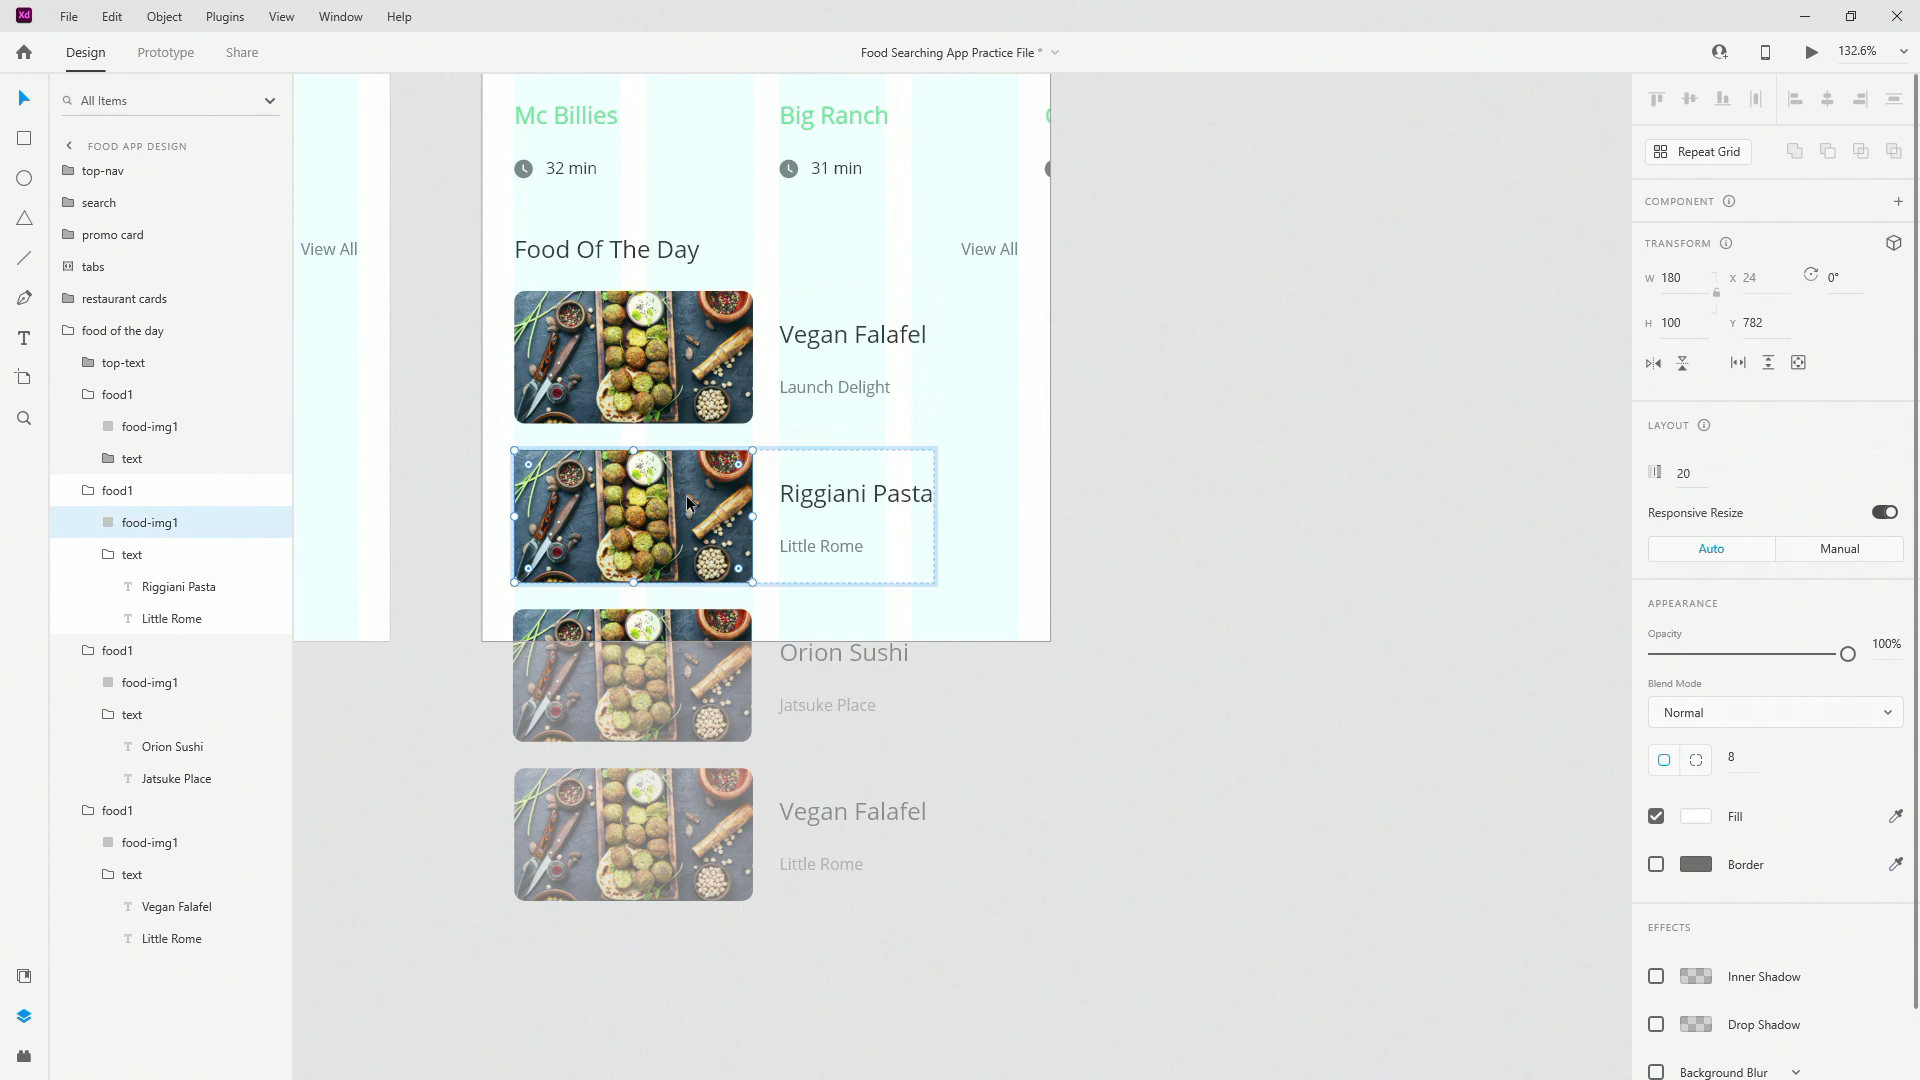 Xd File Edit Object Plugins View Window Help
Design Prototype Share
Food Searching App Practice File *
132.6%
All Items
FOOD APP DESIGN
top-nav
search
promo card
tabs
restaurant cards
food of the day
top-text
food1
food-img1
text
food1
food-img1
text
T Riggiani Pasta
T Little Rome
food1
food-img1
text
T Orion Sushi
T Jatsuke Place
food1
food-img1
text
T Vegan Falafel
T Little Rome
View All
Mc Billies
32 min
Big Ranch
31 min
Food Of The Day
View All
Vegan Falafel
Launch Delight
Riggiani Pasta
Little Rome
Orion Sushi
Jatsuke Place
Vegan Falafel
Little Rome
Repeat Grid
COMPONENT
TRANSFORM
W 180 X 24 0°
H 100 Y 782
LAYOUT
20
Responsive Resize
Auto Manual
APPEARANCE
Opacity
100%
Blend Mode
Normal
8
Fill
Border
EFFECTS
Inner Shadow
Drop Shadow
Background Blur